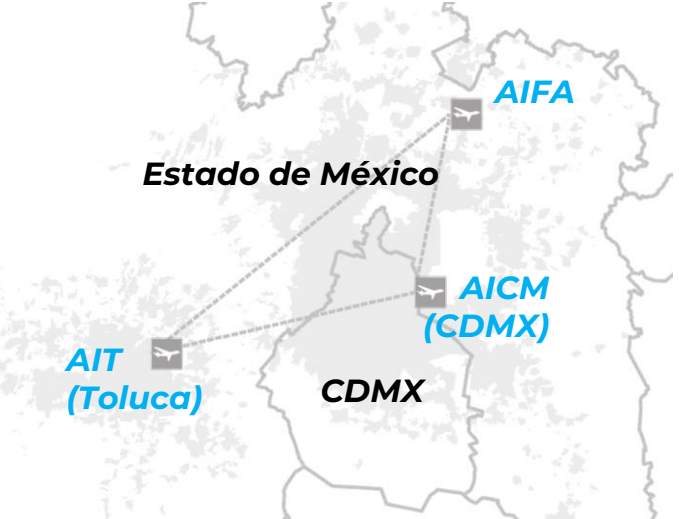 AIFA
Estado de México
AICM
(CDMX)
AIT
(Toluca)
CDMX